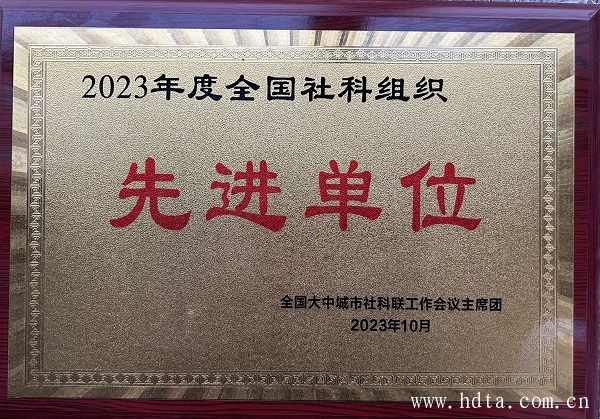 2023年度全国社科组织
先进单位
全国大中城市社科联工作会议主席团
2023年10月
www.hdta.com.cn